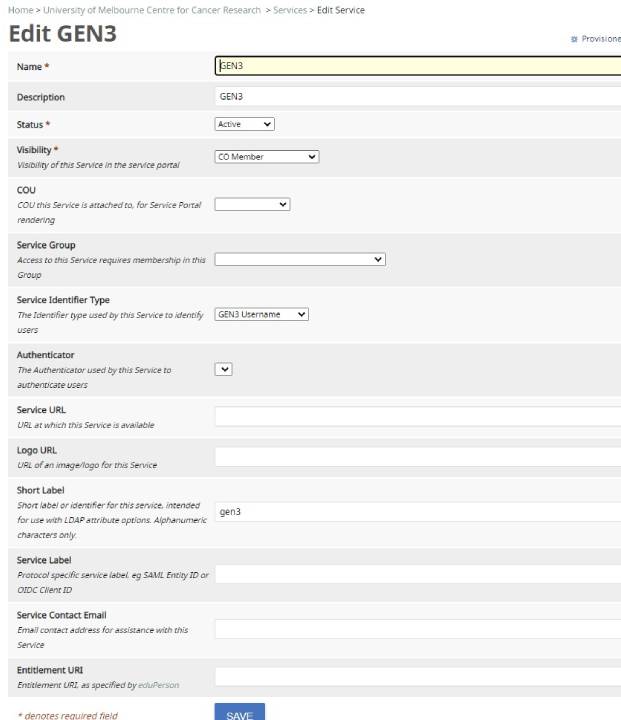 Home > University of Melbourne Centre for Cancer Research > Services > Edit Service
Edit GEN3
Provisione
Name *
GEN3
Description
GEN3
Status *
Active
Visibility *
Visibility of this Service in the service portal
CO Member
COU
COU this Service is attached to, for Service Portal
rendering
Service Group
Access to this Service requires membership in this
Group
Service Identifier Type
The Identifier type used by this Service to identify
users
GEN3 Username
Authenticator
The Authenticator used by this Service to
authenticate users
Service URL
URL at which this Service is available
Logo URL
URL of an image/logo for this Service
Short Label
Short label or identifier for this service, intended
for use with LDAP attribute options. Alphanumeric
characters only.
gen3
Service Label
Protocol specific service label, eg SAML Entity ID or
OIDC Client ID
Service Contact Email
Email contact address for assistance with this
Service
Entitlement URI
Entitlement URI, as specified by eduPerson
* denotes required field
SAVE